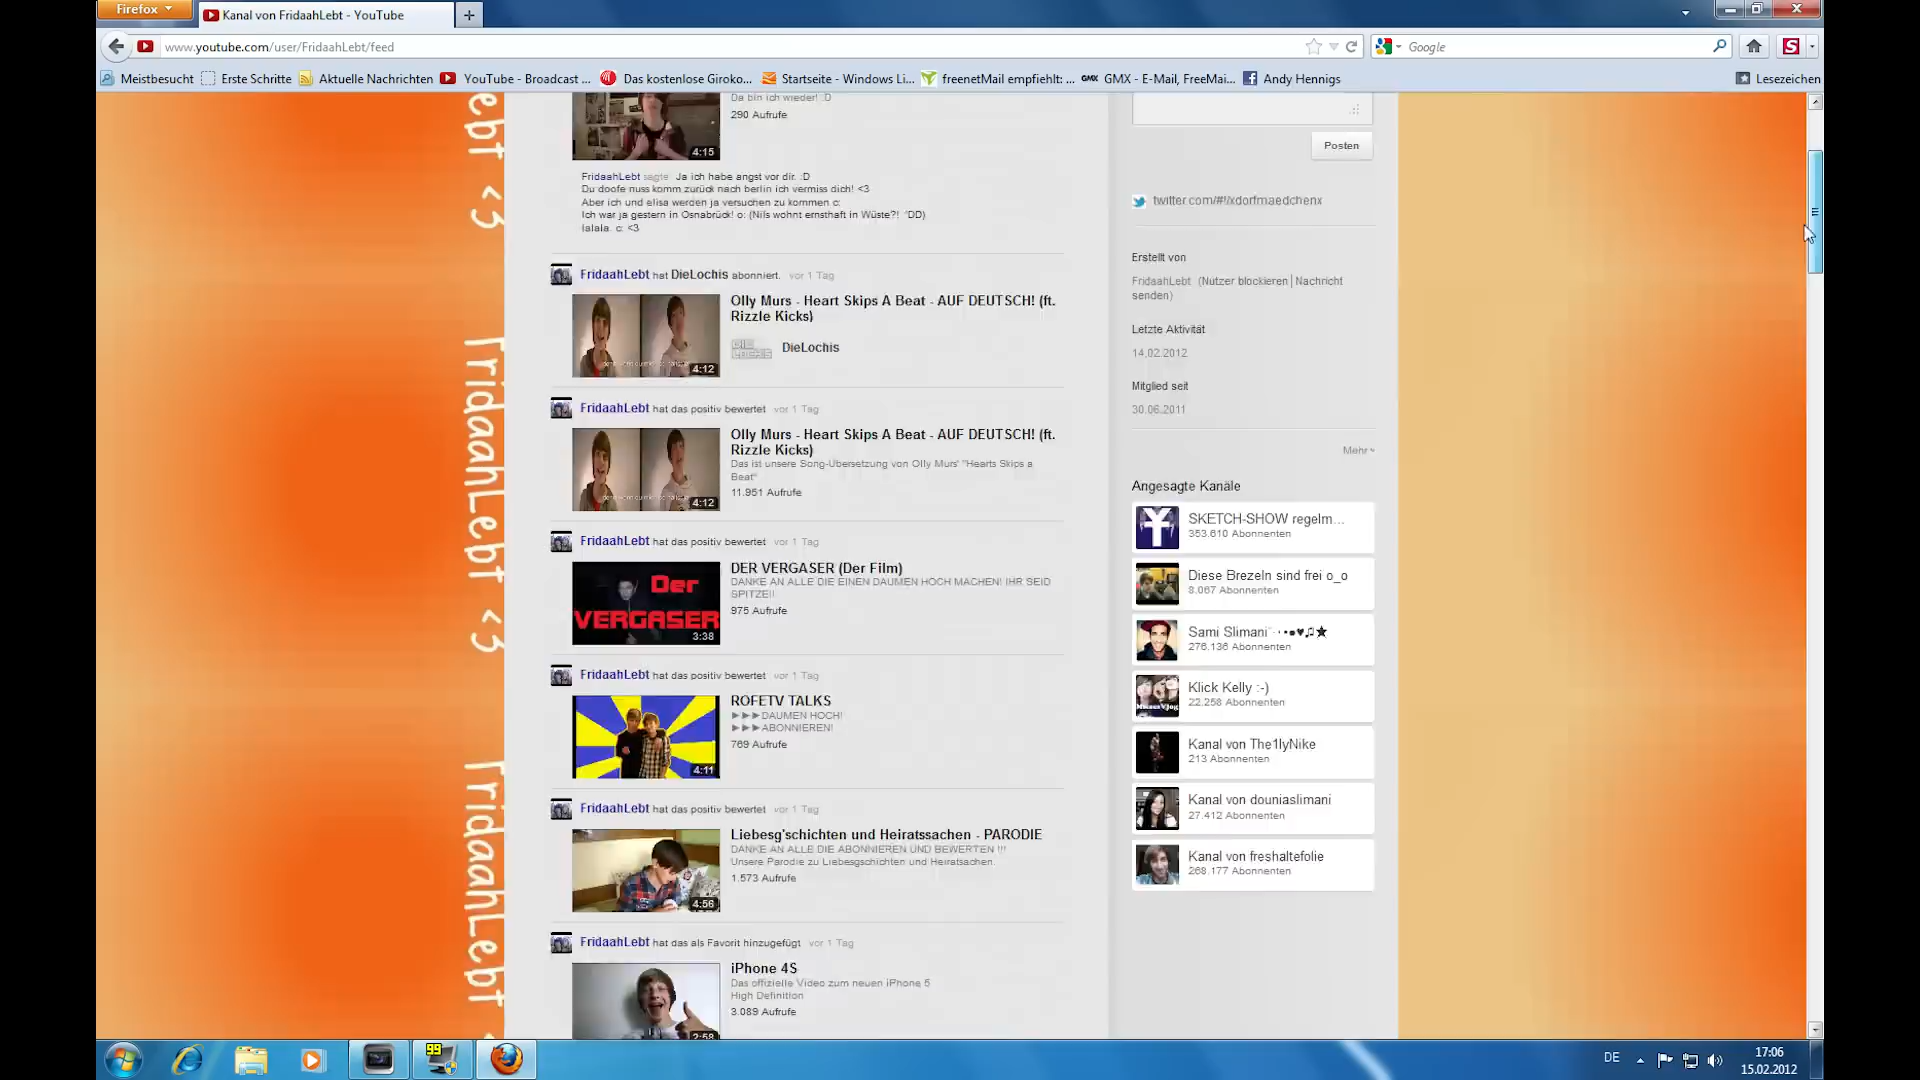 Firefox
Kanal von FridaahLebt - YouTube
www.youtube.com/user/FridaahLebt/feed
Google
Meistbesucht
Erste Schritte
Aktuelle Nachrichten
YouTube - Broadcast ...
Das kostenlose Giroko...
Startseite - Windows Li...
freenetMail empfiehlt: ...
GMX - E-Mail, FreeMai...
Andy Hennigs
Lesezeichen
Da bin ich wieder! :D
290 Aufrufe
4:15
FridaahLebt sagte Ja ich habe angst vor dir. :D
Du doofe nuss komm zurück nach berlin ich vermiss dich! <3
Aber ich und elisa werden ja versuchen zu kommen c:
Ich war ja gestern in Osnabrück! o: (Nils wohnt ernsthaft in Wüste?! ^DD)
lalala. c: <3
FridaahLebt hat DieLochis abonniert. vor 1 Tag
Olly Murs - Heart Skips A Beat - AUF DEUTSCH! (ft.
Rizzle Kicks)
DieLochis
4:12
FridaahLebt hat das positiv bewertet vor 1 Tag
Olly Murs - Heart Skips A Beat - AUF DEUTSCH! (ft.
Rizzle Kicks)
Das ist unsere Song-Übersetzung von Olly Murs' "Hearts Skips a
Beat"
11.951 Aufrufe
4:12
FridaahLebt hat das positiv bewertet vor 1 Tag
DER VERGASER (Der Film)
DANKE AN ALLE DIE EINEN DAUMEN HOCH MACHEN! IHR SEID
SPITZE!!
975 Aufrufe
Der
VERGASER
3:38
FridaahLebt hat das positiv bewertet vor 1 Tag
ROFETV TALKS
►►►DAUMEN HOCH!
►►►ABONNIEREN!
769 Aufrufe
4:11
FridaahLebt hat das positiv bewertet vor 1 Tag
Liebesg'schichten und Heiratssachen - PARODIE
DANKE AN ALLE DIE ABONNIEREN UND BEWERTEN !!!
Unsere Parodie zu Liebesgschichten und Heiratsachen.
1.573 Aufrufe
4:56
FridaahLebt hat das als Favorit hinzugefügt vor 1 Tag
iPhone 4S
Das offizielle Video zum neuen iPhone 5
High Definition
3.089 Aufrufe
2:58
Posten
twitter.com/#!/xdorfmaedchenx
Erstellt von
FridaahLebt (Nutzer blockieren | Nachricht
senden)
Letzte Aktivität
14.02.2012
Mitglied seit
30.06.2011
Mehr
Angesagte Kanäle
SKETCH-SHOW regelm...
353.610 Abonnenten
Diese Brezeln sind frei o_o
8.067 Abonnenten
Sami Slimani¨·٠•●♥♫★
276.136 Abonnenten
Klick Kelly :-)
22.258 Abonnenten
Kanal von The1lyNike
213 Abonnenten
Kanal von douniaslimani
27.412 Abonnenten
Kanal von freshaltefolie
268.177 Abonnenten
ebt <3
FridaahLebt <3
FridaahLebt
99
DE
17:06
15.02.2012